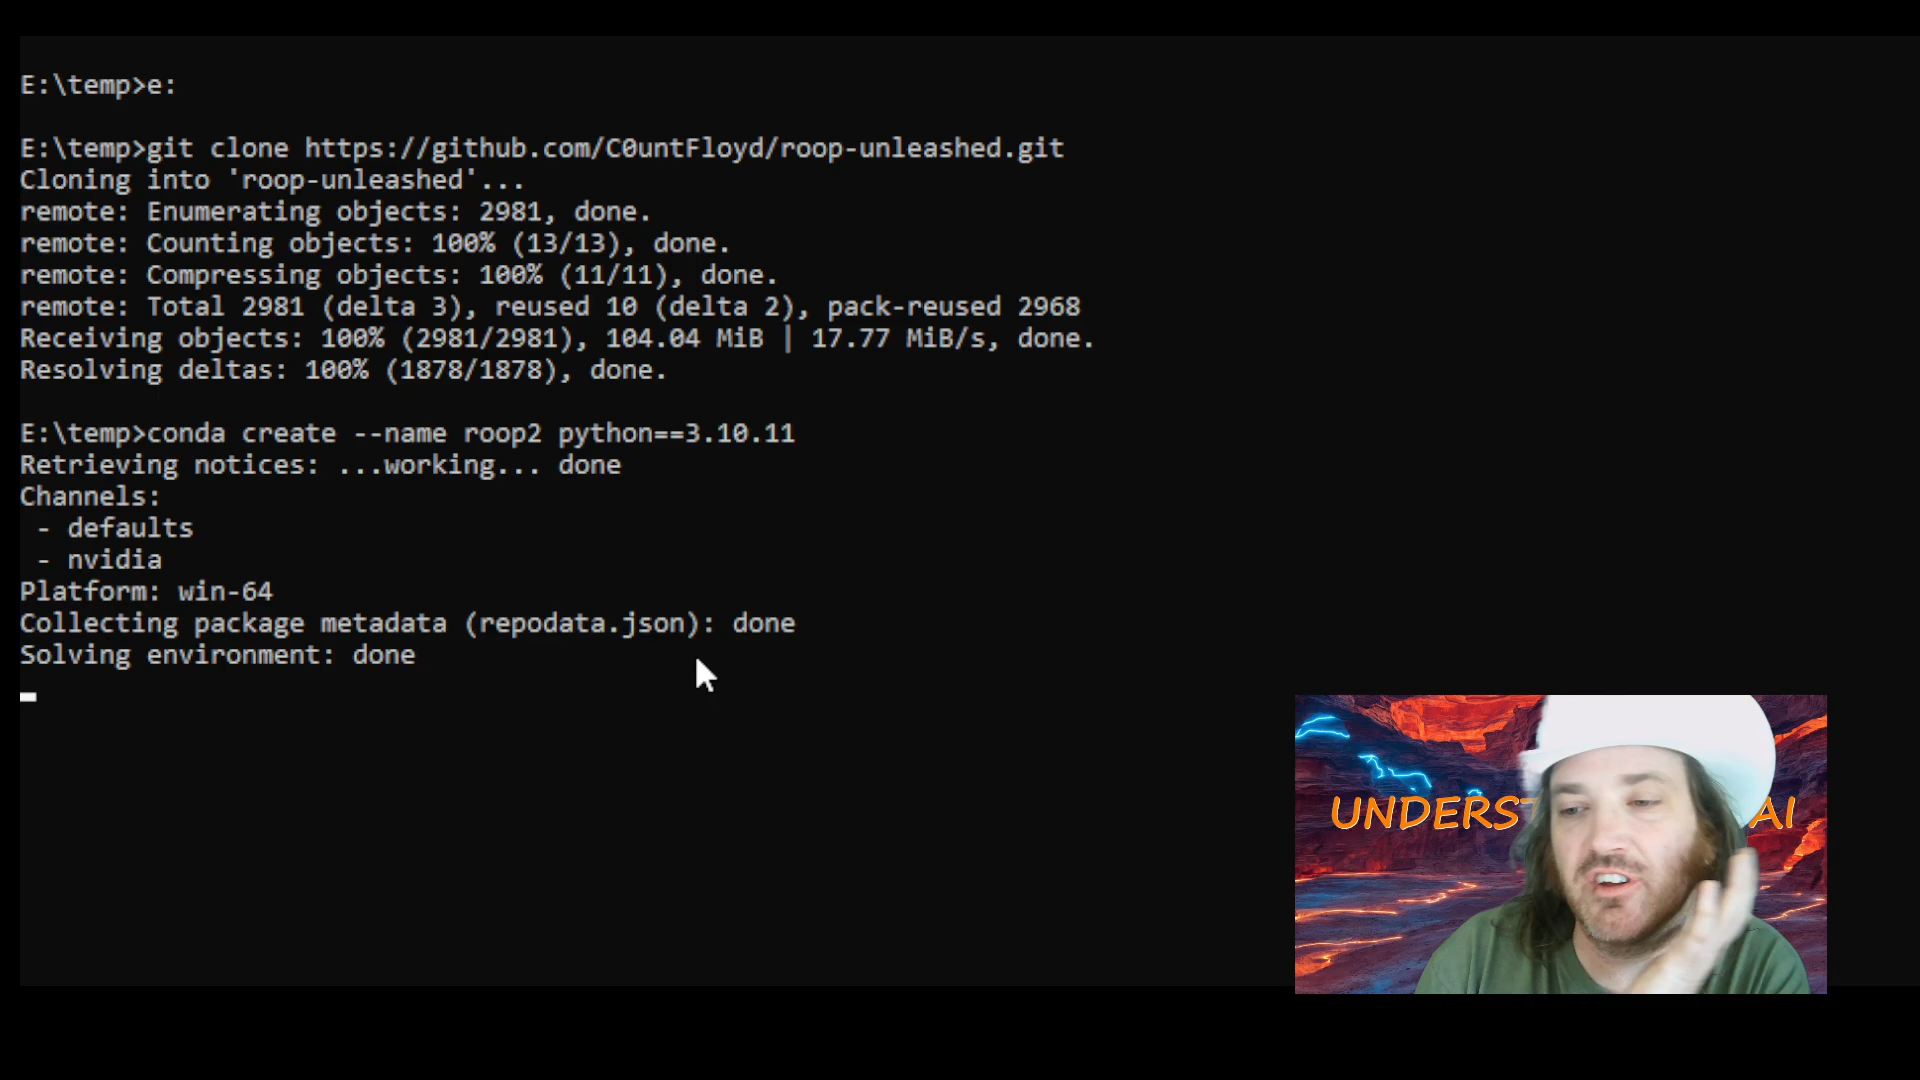 E:\temp>e:
E:\temp>git clone https://github.com/C0untFloyd/roop-unleashed.git
Cloning into 'roop-unleashed'...
remote: Enumerating objects: 2981, done.
remote: Counting objects: 100% (13/13), done.
remote: Compressing objects: 100% (11/11), done.
remote: Total 2981 (delta 3), reused 10 (delta 2), pack-reused 2968
Receiving objects: 100% (2981/2981), 104.04 MiB | 17.77 MiB/s, done.
Resolving deltas: 100% (1878/1878), done.
E:\temp>conda create --name roop2 python==3.10.11
Retrieving notices: ...working... done
Channels:
 - defaults
 - nvidia
Platform: win-64
Collecting package metadata (repodata.json): done
Solving environment: done
AI